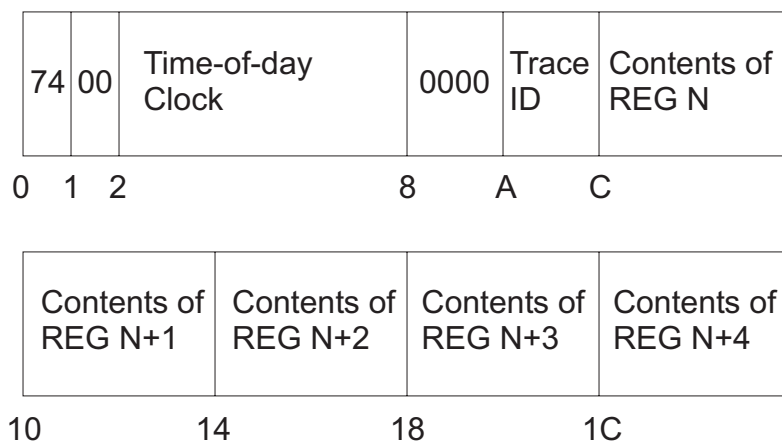 74 00 Time-of-day Clock 0000 Trace ID Contents of REG N
0 1 2 8 A C
Contents of REG N+1 Contents of REG N+2 Contents of REG N+3 Contents of REG N+4
10 14 18 1C